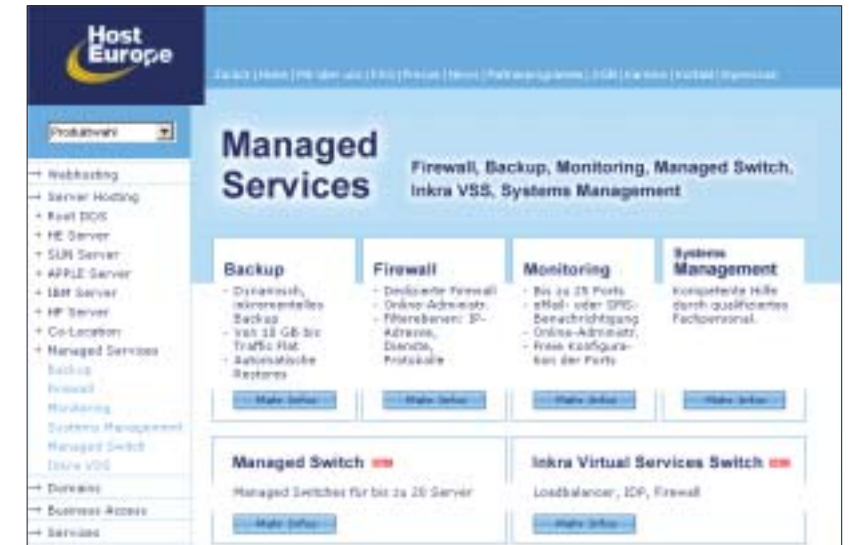 Host
Europe
Produktwahl
Managed
Services
Firewall, Backup, Monitoring, Managed Switch,
Inkra VSS, Systems Management
→ Webhosting
→ Server Hosting
+ Root DDS
+ HE Server
+ SUN Server
+ APPLE Server
+ IBM Server
+ HP Server
+ Co-Location
+ Managed Services
Backup
Firewall
Monitoring
Systems Management
Managed Switch
Inkra VSS
→ Domains
→ Business Access
→ Services
Backup
- Dynamisch,
inkrementelles
Backup
- Von 10 GB bis
Traffic Flat
- Automatische
Restores
Mehr Infos
Firewall
- Dedizierte Firewall
- Online-Administr.
- Filterebenen: IP-
Adresse,
Dienste,
Protokolle
Mehr Infos
Monitoring
- Bis zu 25 Ports
- eMail- oder SMS-
Benachrichtigung
- Online-Administr.
- Freie Konfigura-
tion der Ports
Mehr Infos
Systems
Management
Kompetente Hilfe
durch qualifiziertes
Fachpersonal.
Mehr Infos
Managed Switch
Managed Switches für bis zu 20 Server
Mehr Infos
Inkra Virtual Services Switch
Loadbalancer, IDP, Firewall
Mehr Infos